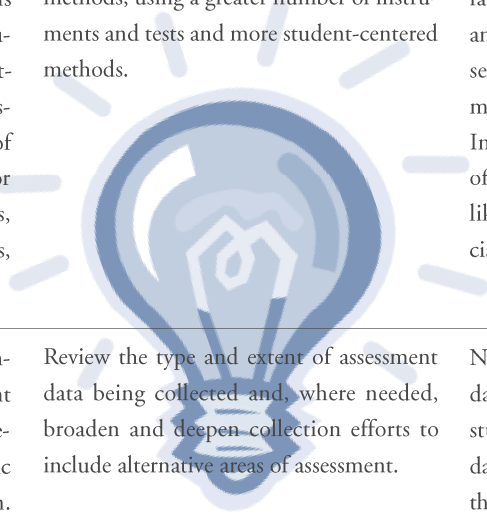 methods, using a greater number of instru-
ments and tests and more student-centered
methods.
Review the type and extent of assessment
data being collected and, where needed,
broaden and deepen collection efforts to
include alternative areas of assessment.